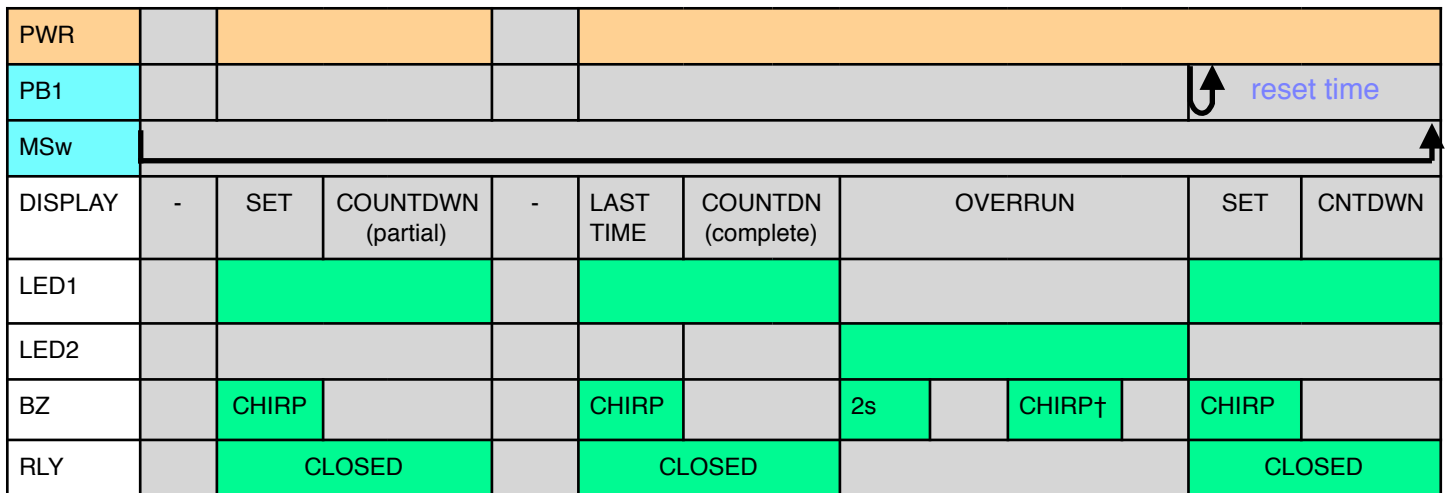 PWR
PB1
reset time
MSw
DISPLAY - SET COUNTDWN - LAST COUNTDN OVERRUN SET CNTDWN
(partial) TIME (complete)
LED1
LED2
BZ CHIRP CHIRP 2s CHIRP† CHIRP
RLY CLOSED CLOSED CLOSED